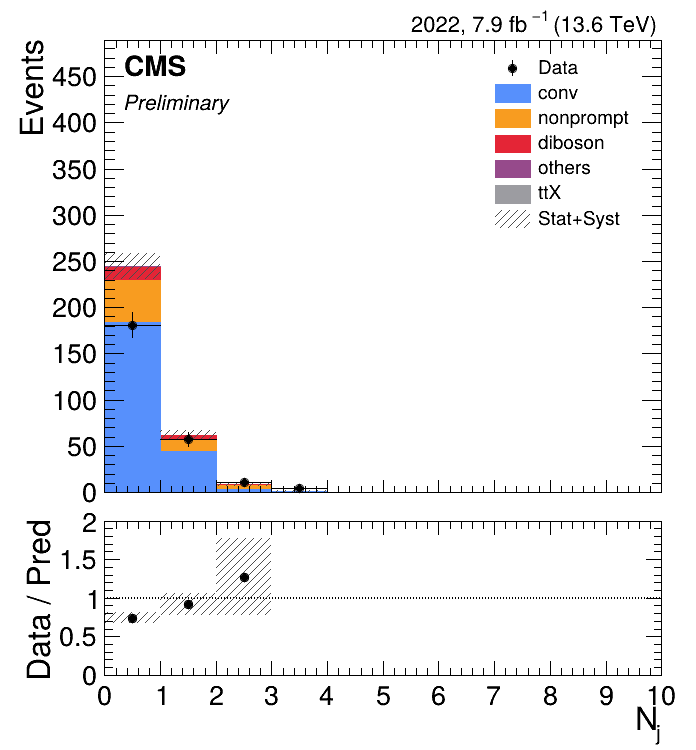 2022, 7.9 fb⁻¹ (13.6 TeV)
CMS
Preliminary
Data
conv
nonprompt
diboson
others
ttX
Stat+Syst
Events
450
400
350
300
250
200
150
100
50
0
Data / Pred
2
1.5
1
0.5
0
0 1 2 3 4 5 6 7 8 9 10
N_j